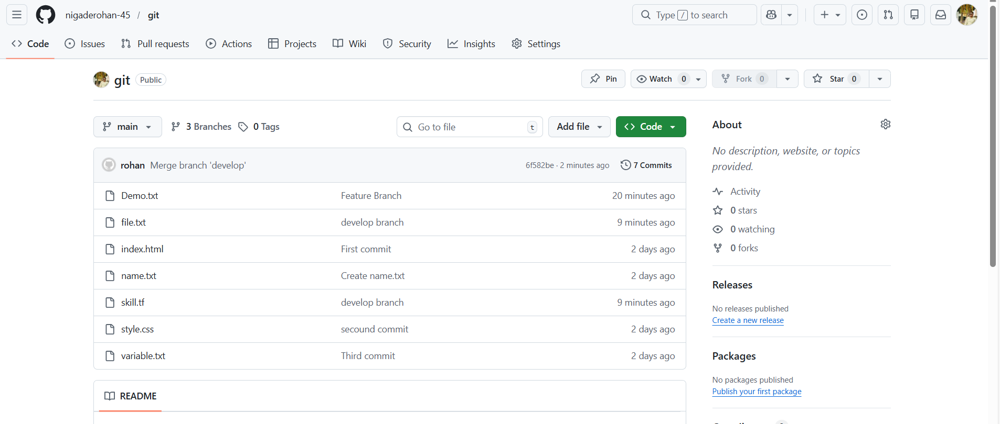 nigaderohan-45 / git
Type / to search
Code Issues Pull requests Actions Projects Wiki Security Insights Settings
git Public
Pin Watch 0 Fork 0 Star 0
main 3 Branches 0 Tags Go to file t Add file Code
rohan Merge branch 'develop' 6f582be · 2 minutes ago 7 Commits
Demo.txt Feature Branch 20 minutes ago
file.txt develop branch 9 minutes ago
index.html First commit 2 days ago
name.txt Create name.txt 2 days ago
skill.tf develop branch 9 minutes ago
style.css secound commit 2 days ago
variable.txt Third commit 2 days ago
README
About
No description, website, or topics
provided.
Activity
0 stars
0 watching
0 forks
Releases
No releases published
Create a new release
Packages
No packages published
Publish your first package